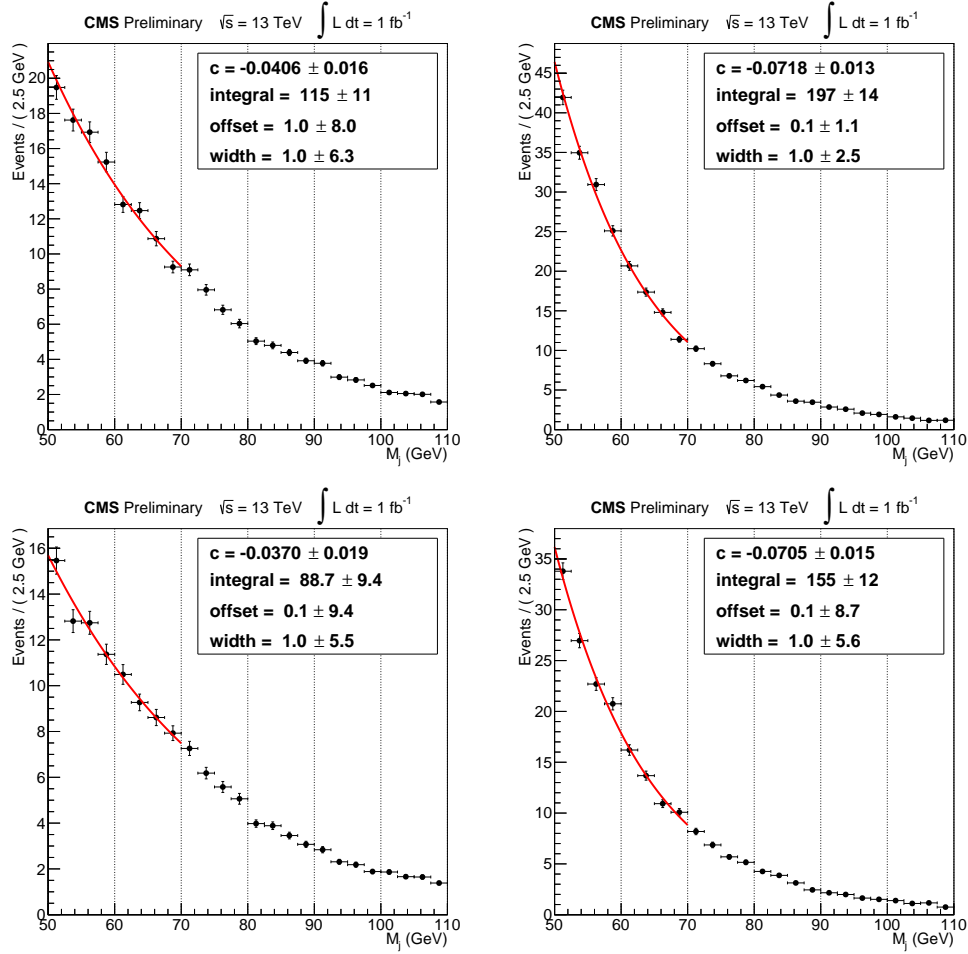 CMS Preliminary √s = 13 TeV ∫ L dt = 1 fb⁻¹
Events / ( 2.5 GeV )
20
18
16
14
12
10
8
6
4
2
0
c = -0.0406 ± 0.016
integral = 115 ± 11
offset = 1.0 ± 8.0
width = 1.0 ± 6.3
50 60 70 80 90 100 110
M_j (GeV)
CMS Preliminary √s = 13 TeV ∫ L dt = 1 fb⁻¹
Events / ( 2.5 GeV )
45
40
35
30
25
20
15
10
5
0
c = -0.0718 ± 0.013
integral = 197 ± 14
offset = 0.1 ± 1.1
width = 1.0 ± 2.5
50 60 70 80 90 100 110
M_j (GeV)
CMS Preliminary √s = 13 TeV ∫ L dt = 1 fb⁻¹
Events / ( 2.5 GeV )
16
14
12
10
8
6
4
2
0
c = -0.0370 ± 0.019
integral = 88.7 ± 9.4
offset = 0.1 ± 9.4
width = 1.0 ± 5.5
50 60 70 80 90 100 110
M_j (GeV)
CMS Preliminary √s = 13 TeV ∫ L dt = 1 fb⁻¹
Events / ( 2.5 GeV )
35
30
25
20
15
10
5
0
c = -0.0705 ± 0.015
integral = 155 ± 12
offset = 0.1 ± 8.7
width = 1.0 ± 5.6
50 60 70 80 90 100 110
M_j (GeV)